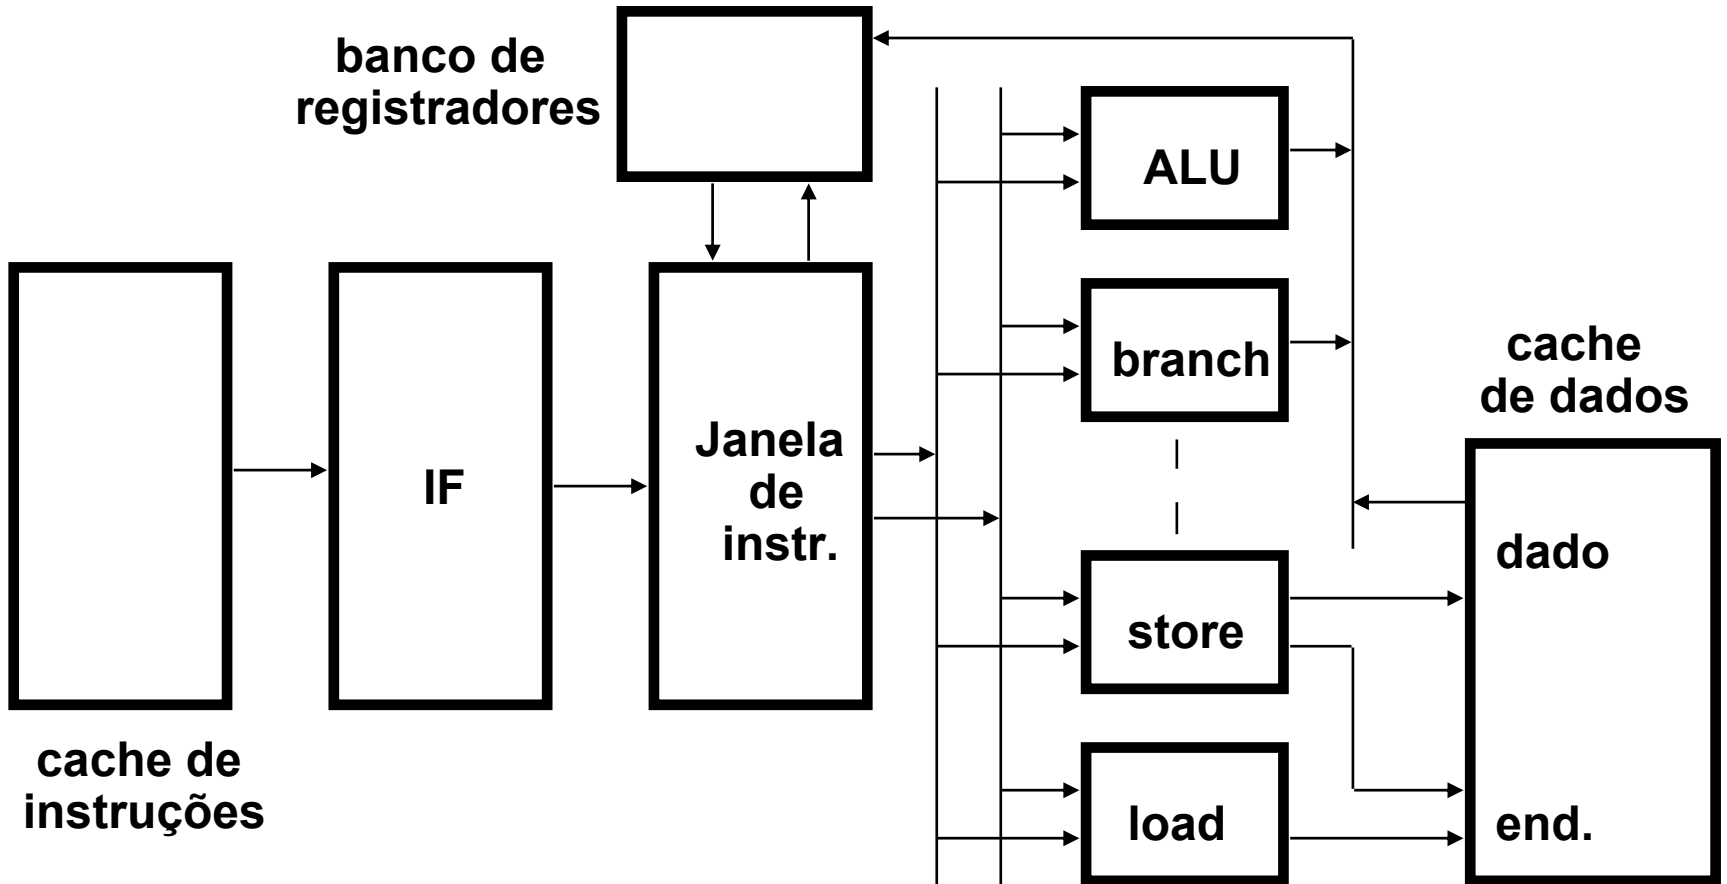 banco de
registradores
ALU
branch
cache
de dados
Janela
de
instr.
IF
dado
store
cache de
instruções
load
end.